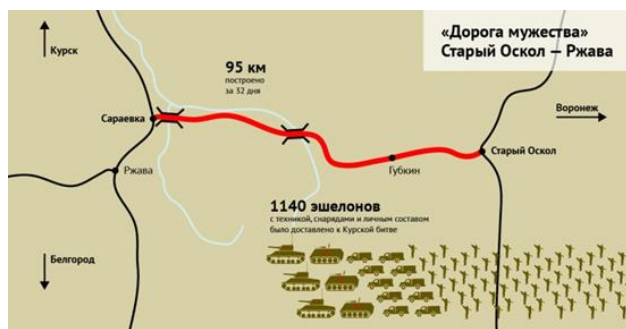 «Дорога мужества»
Старый Оскол — Ржава
Курск
95 км
построено
за 32 дня
Воронеж
Сараевка
Старый Оскол
Ржава
Губкин
1140 эшелонов
с техникой, снарядами и личным составом
было доставлено к Курской битве
Белгород